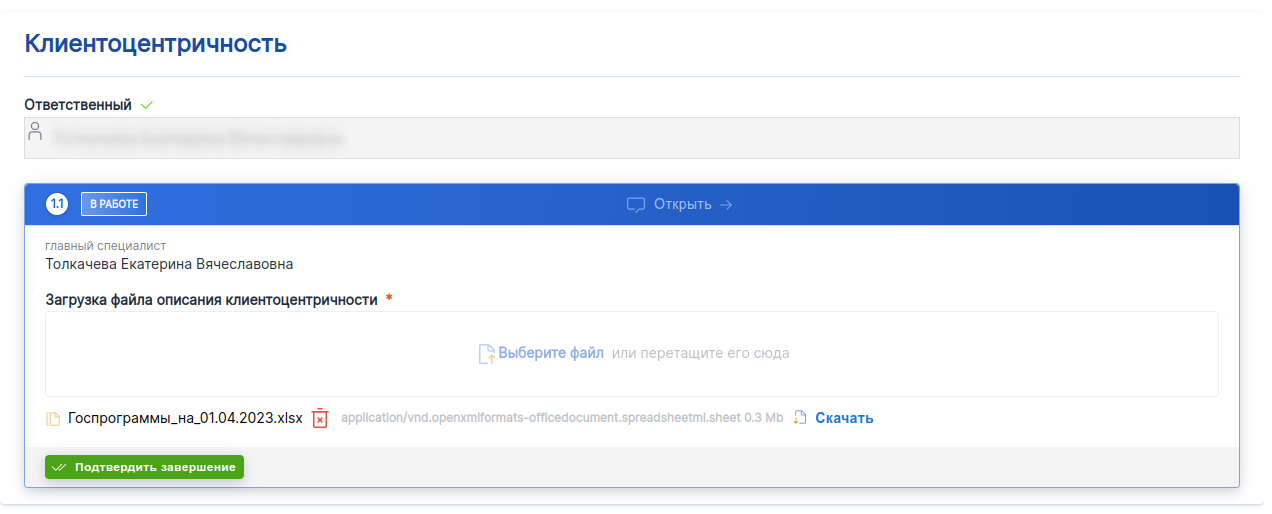 Клиентоцентричность
Ответственный
1.1 В РАБОТЕ Открыть
главный специалист
Толкачева Екатерина Вячеславовна
Загрузка файла описания клиентоцентричности *
Выберите файл или перетащите его сюда
Госпрограммы_на_01.04.2023.xlsx application/vnd.openxmlformats-officedocument.spreadsheetml.sheet 0.3 Mb Скачать
Подтвердить завершение